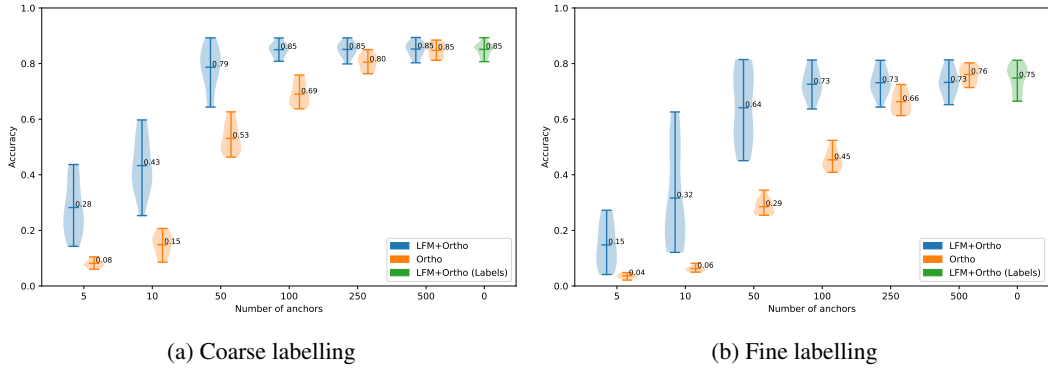 1.0
0.8
0.6
0.4
0.2
0.0
Accuracy
0.28
0.08
0.43
0.15
0.79
0.53
0.85
0.69
0.85
0.80
0.85
0.85
0.85
LFM+Ortho
Ortho
LFM+Ortho (Labels)
5 10 50 100 250 500 0
Number of anchors
(a) Coarse labelling
1.0
0.8
0.6
0.4
0.2
0.0
Accuracy
0.15
0.04
0.32
0.06
0.64
0.29
0.73
0.45
0.73
0.66
0.73
0.76
0.75
LFM+Ortho
Ortho
LFM+Ortho (Labels)
5 10 50 100 250 500 0
Number of anchors
(b) Fine labelling